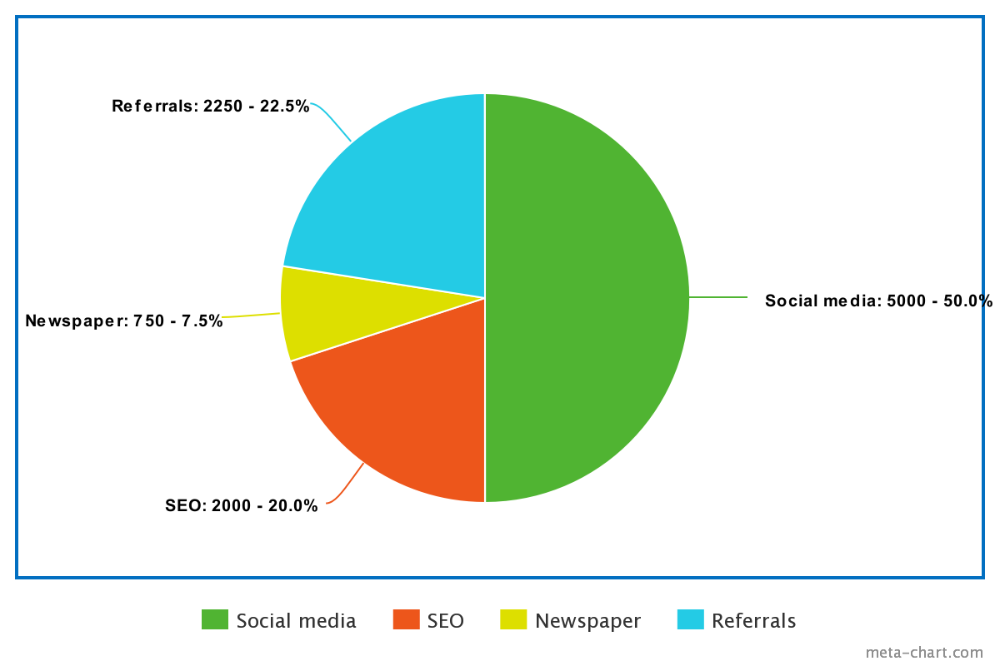 Referrals: 2250 - 22.5%
Social media: 5000 - 50.0%
Newspaper: 750 - 7.5%
SEO: 2000 - 20.0%
Social media SEO Newspaper Referrals
meta-chart.com